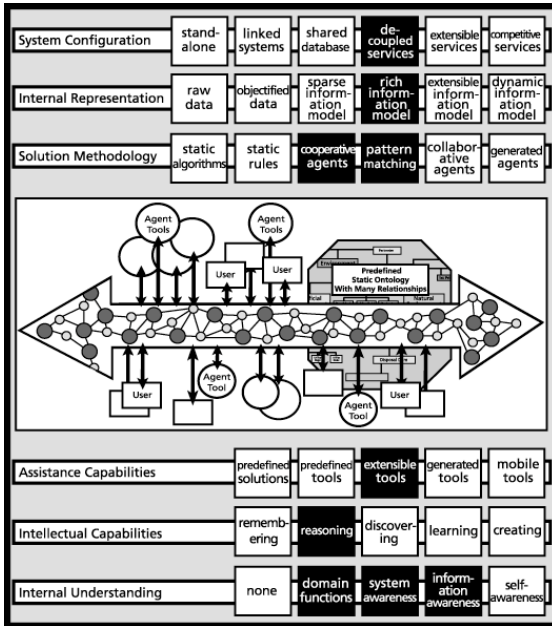 System Configuration
stand-
alone
linked
systems
shared
database
de-
coupled
services
extensible
services
competitive
services
Internal Representation
raw
data
objectified
data
sparse
inform-
ation
model
rich
inform-
ation
model
extensible
inform-
ation
model
dynamic
inform-
ation
model
Solution Methodology
static
algorithms
static
rules
cooperative
agents
pattern
matching
collabor-
ative
agents
generated
agents
Agent
Tools
Agent
Tools
User
User
Predefined
Static Ontology
With Many Relationships
Natural
User
Agent
Tool
Agent
Tool
User
Assistance Capabilities
predefined
solutions
predefined
tools
extensible
tools
generated
tools
mobile
tools
Intellectual Capabilities
rememb-
ering
reasoning
discover-
ing
learning
creating
Internal Understanding
none
domain
functions
system
awareness
inform-
ation
awareness
self-
awareness